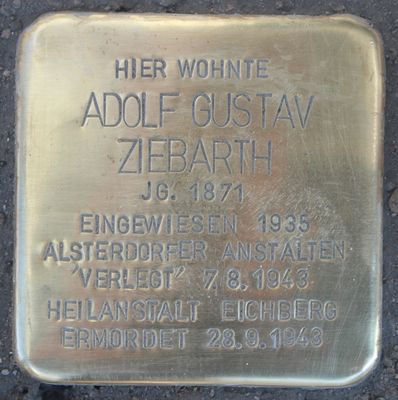 HIER WOHNTE
ADOLF GUSTAV
ZIEBARTH
JG. 1871
EINGEWIESEN 1935
ALSTERDORFER ANSTALTEN
'VERLEGT' 7.8.1943
HEILANSTALT EICHBERG
ERMORDET 28.9.1943